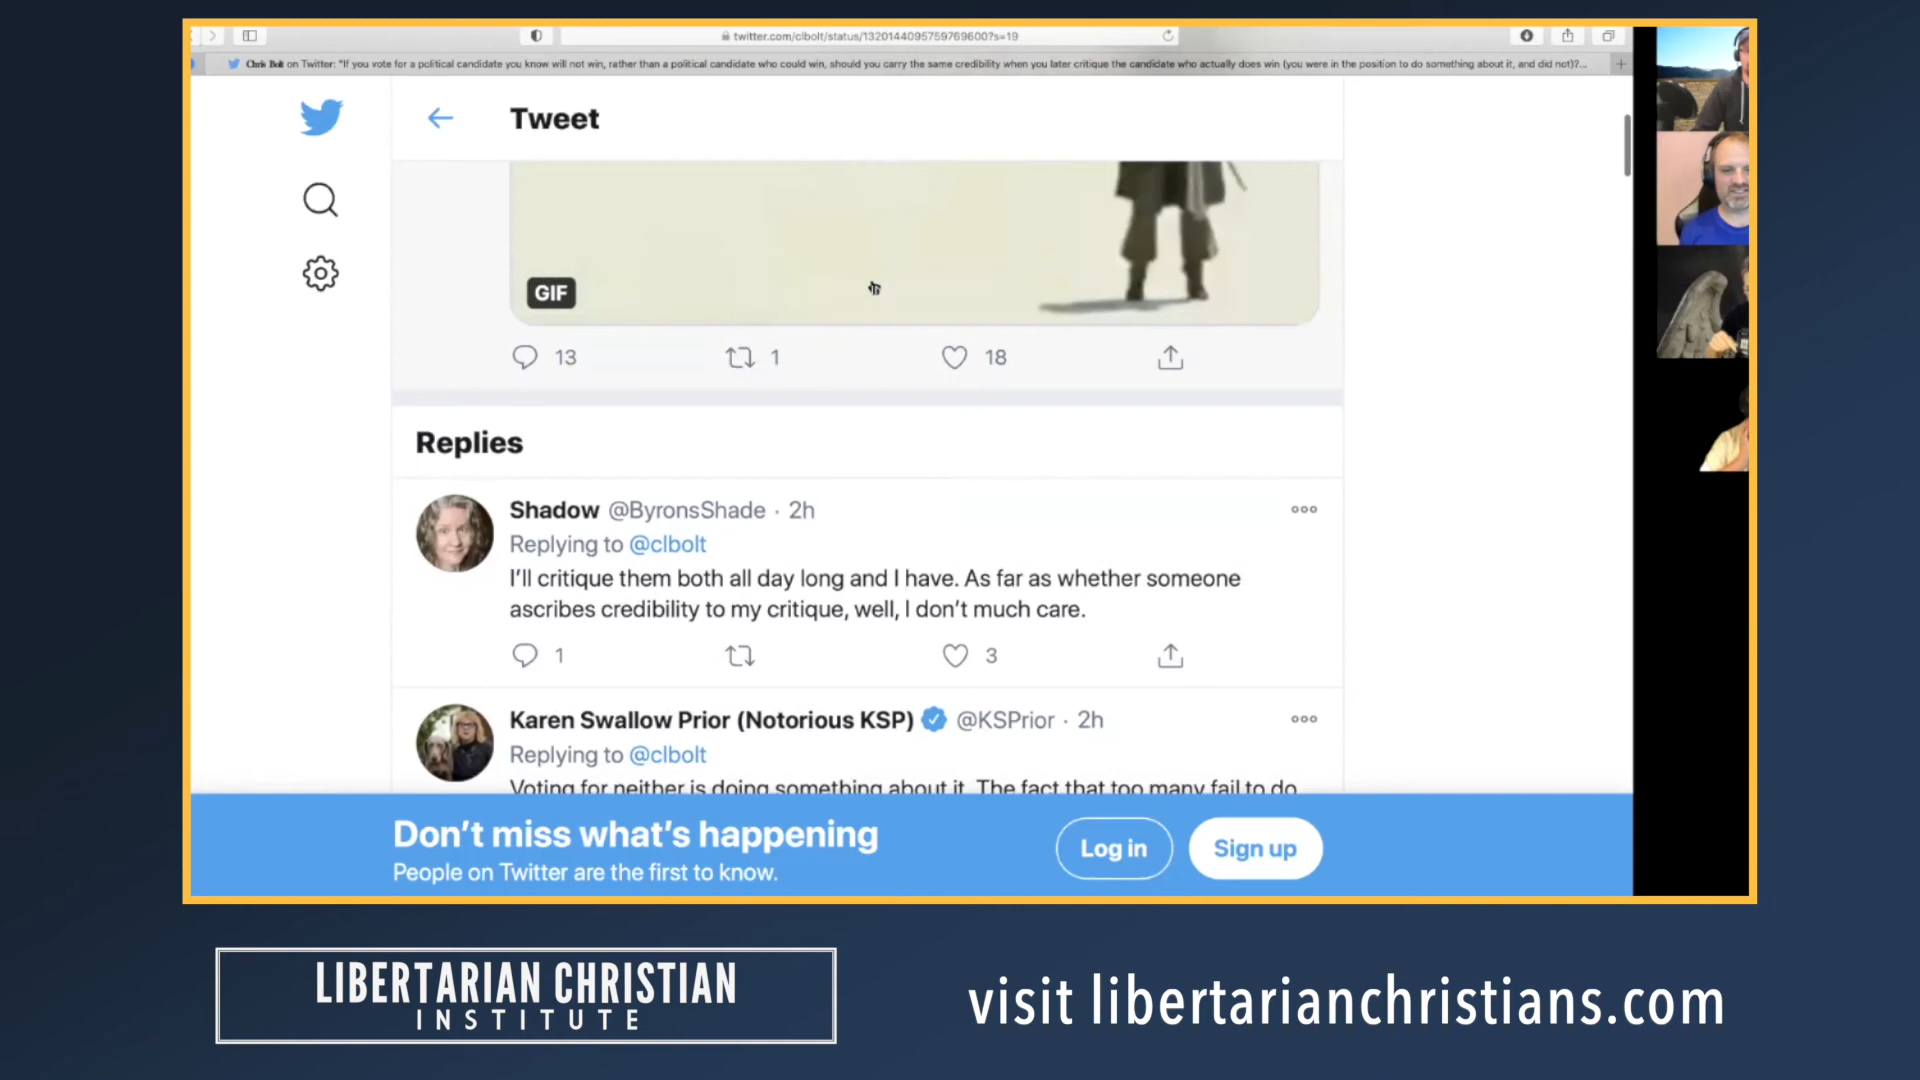 twitter.com/clbolt/status/1320144095759769600?s=19
Chris Bolt on Twitter: "If you vote for a political candidate you know will not win, rather than a political candidate who could win, should you carry the same credibility when you later critique the candidate who actually does win (you were in the position to do something about it, and did not)?...
Tweet
GIF
13
1
18
Replies
Shadow @ByronsShade · 2h
Replying to @clbolt
I'll critique them both all day long and I have. As far as whether someone
ascribes credibility to my critique, well, I don't much care.
1
3
Karen Swallow Prior (Notorious KSP) @KSPrior · 2h
Replying to @clbolt
Voting for neither is doing something about it. The fact that too many fail to do
Don't miss what's happening
People on Twitter are the first to know.
Log in
Sign up
LIBERTARIAN CHRISTIAN
INSTITUTE
visit libertarianchristians.com